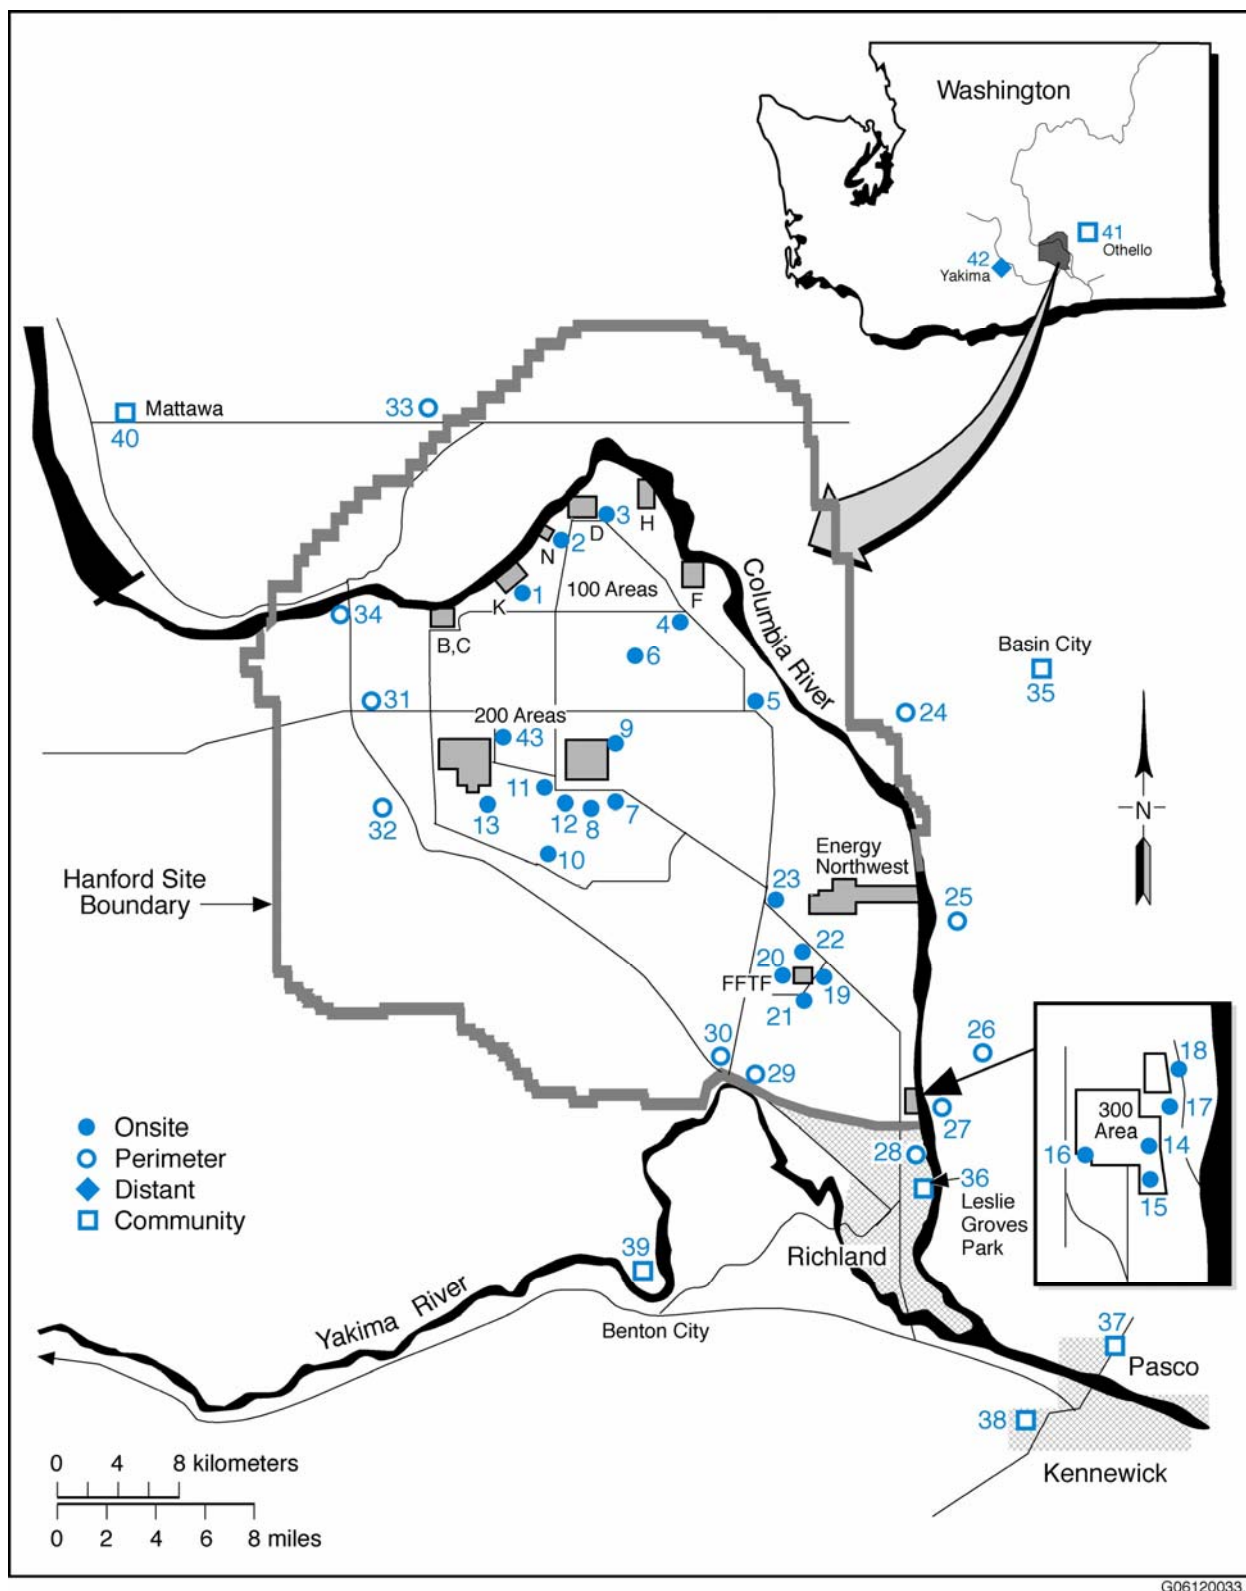 Washington
41
Othello
42
Yakima
33
Mattawa
40
H
3
D
2
N
100 Areas
1
K
F
Columbia River
34
4
B,C
6
Basin City
35
31
5
24
200 Areas
9
43
11
7
13
12
8
32
10
N
Energy
Northwest
Hanford Site
Boundary
23
25
22
20
FFTF
19
21
30
26
29
18
17
300
Area
14
16
15
27
28
36
Leslie
Groves
Park
Onsite
Perimeter
Distant
Community
39
Richland
Yakima River
Benton City
37
Pasco
38
Kennewick
0 4 8 kilometers
0 2 4 6 8 miles
G06120033